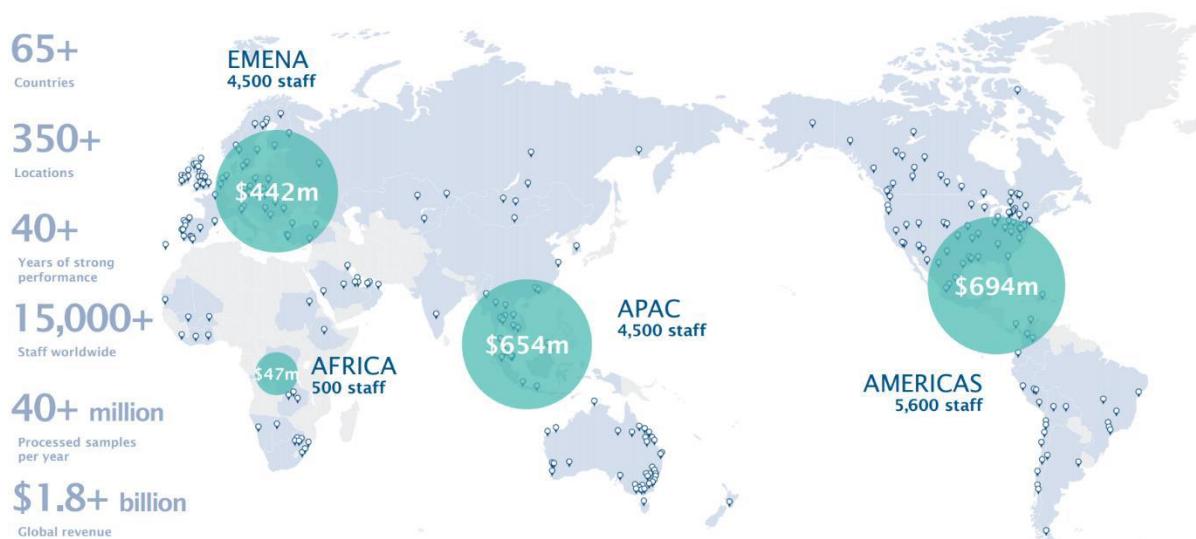 65+
Countries
350+
Locations
40+
Years of strong
performance
15,000+
Staff worldwide
40+ million
Processed samples
per year
$1.8+ billion
Global revenue
EMENA
4,500 staff
$442m
AFRICA
500 staff
$47m
APAC
4,500 staff
$654m
AMERICAS
5,600 staff
$694m